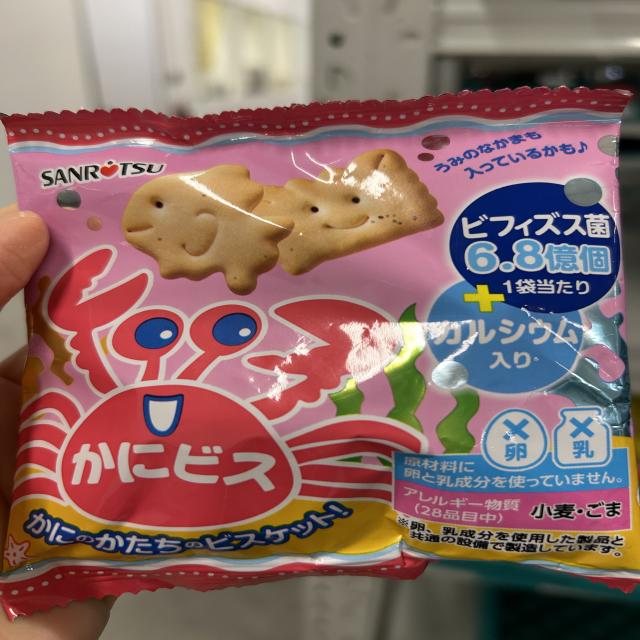 SANRITSU
うみのなかまも
入っているかも♪
ビフィズス菌
6.8億個
1袋当たり
+
カルシウム
入り
かにビス
かにのかたちのビスケット!
×
卵
×
乳
原材料に
卵と乳成分を使っていません。
アレルギー物質
(28品目中)
小麦・ごま
※卵、乳成分を使用した製品と
共通の設備で製造しています。